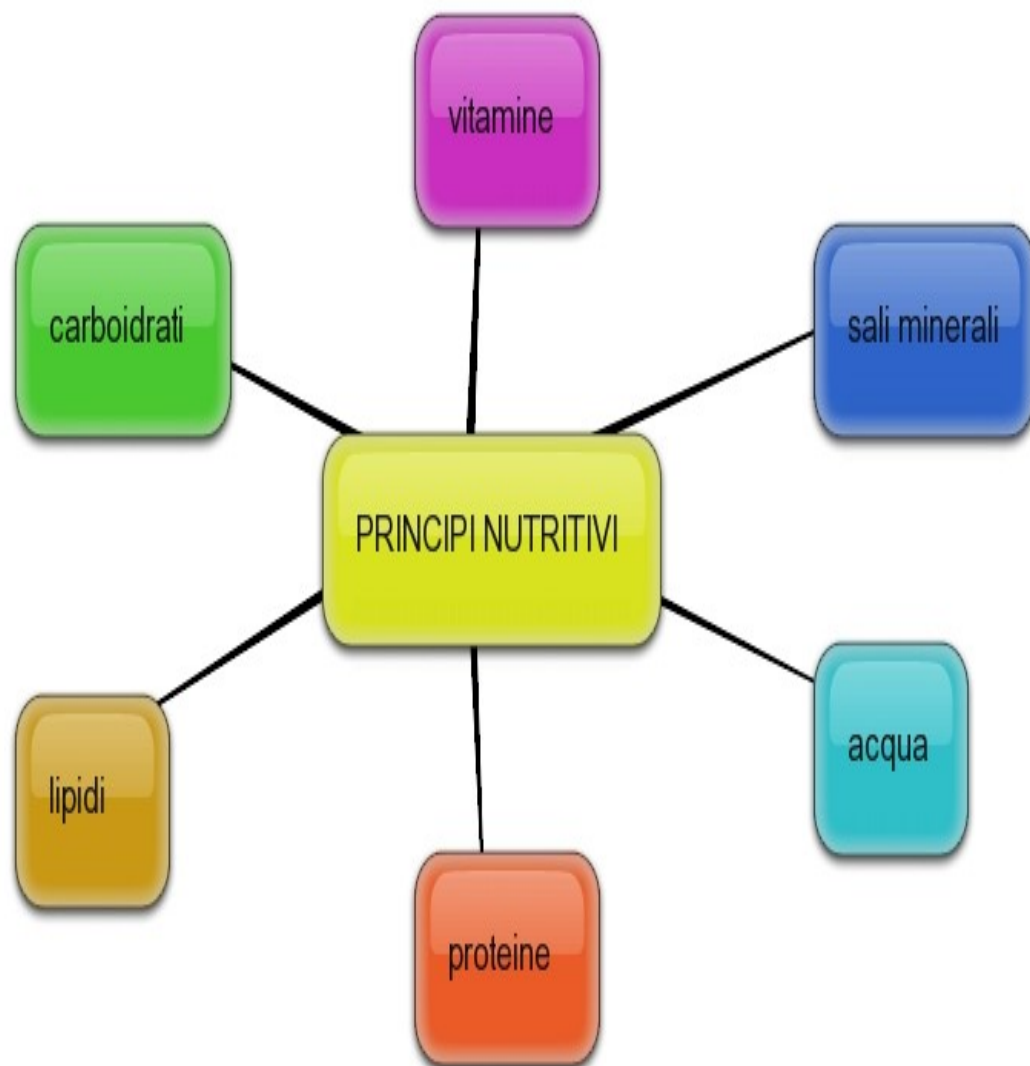 vitamine
carboidrati
sali minerali
PRINCIPI NUTRITIVI
acqua
lipidi
proteine